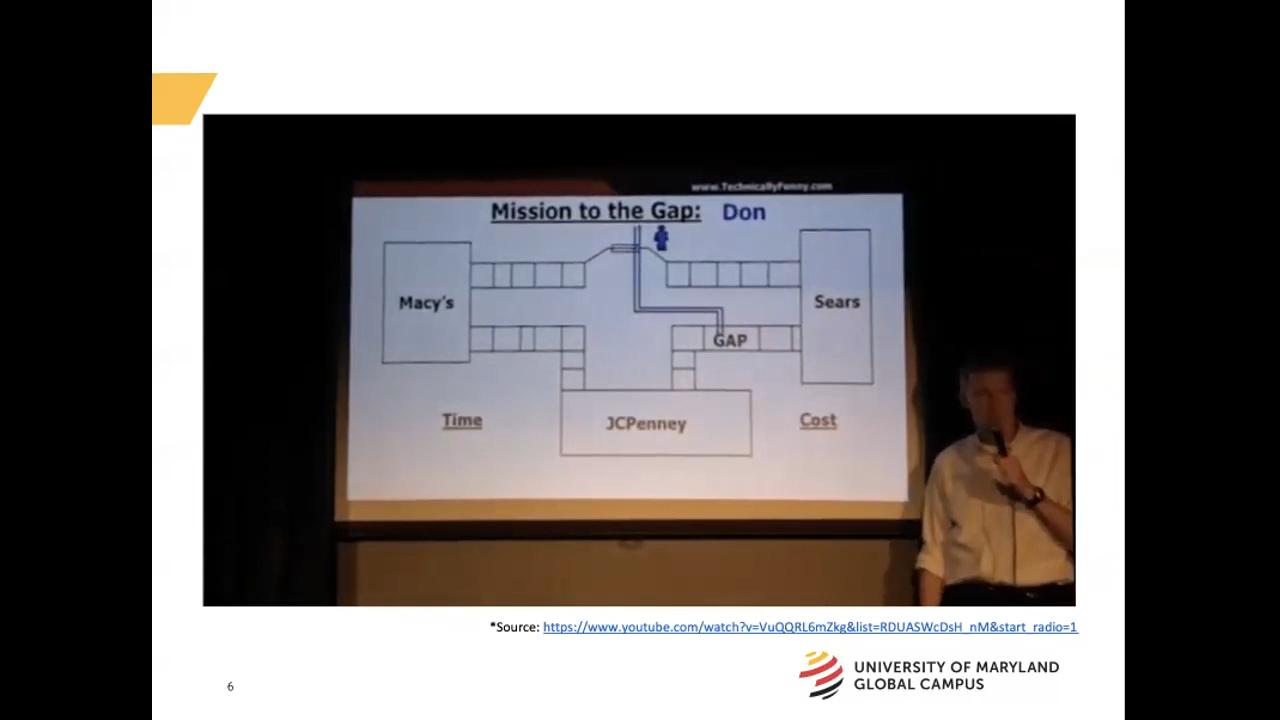 www.TechnicallyFunny.com
Mission to the Gap: Don
Macy's
Sears
GAP
Time
JCPenney
Cost
*Source: https://www.youtube.com/watch?v=VuQQRL6mZkg&list=RDUASWcDsH_nM&start_radio=1
6
UNIVERSITY OF MARYLAND
GLOBAL CAMPUS